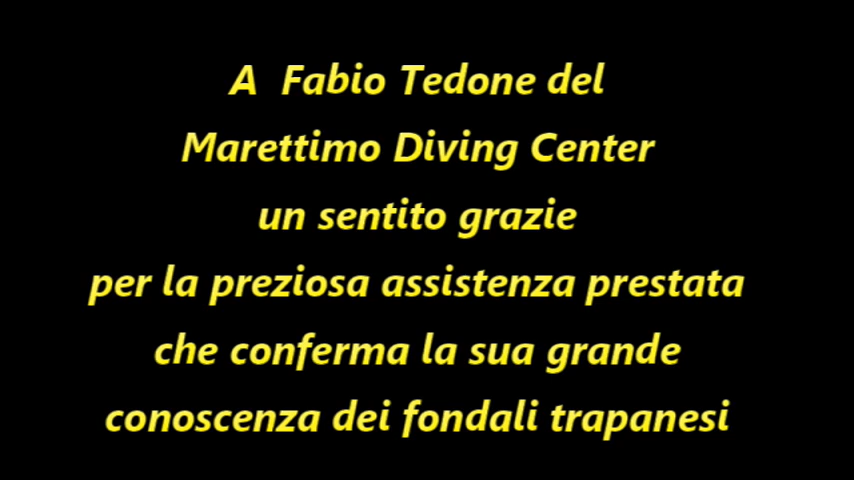 A Fabio Tedone del
Marettimo Diving Center
un sentito grazie
per la preziosa assistenza prestata
che conferma la sua grande
conoscenza dei fondali trapanesi